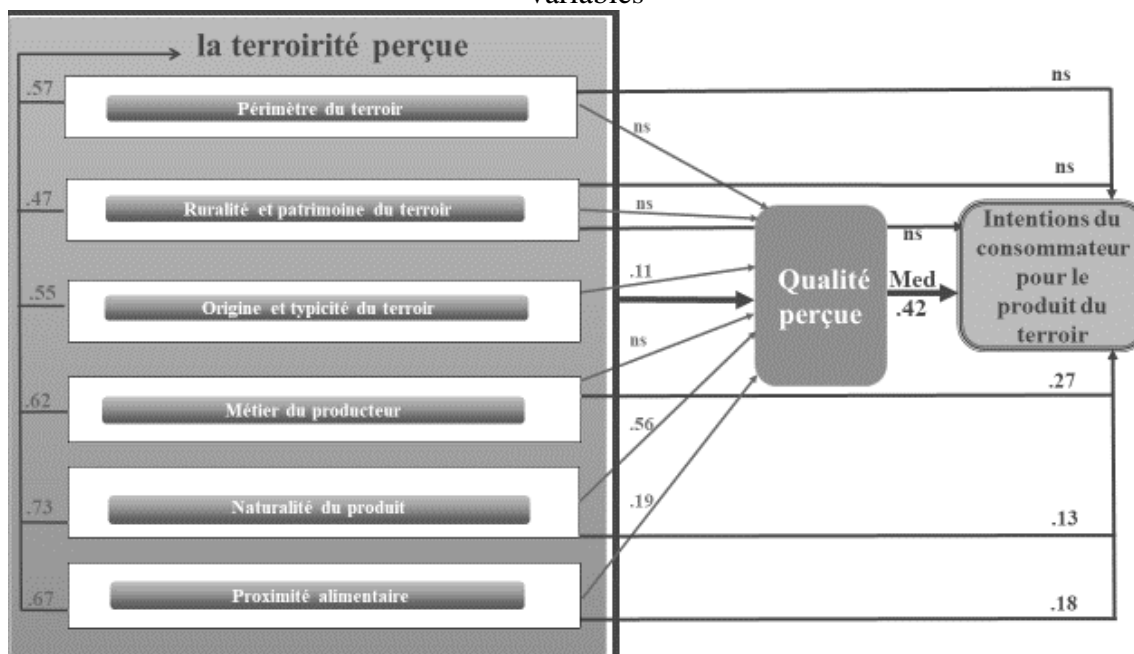 variables
la terroirité perçue
.57
Périmètre du terroir
ns
ns
.47
Ruralité et patrimoine du terroir
ns
ns
.55
Origine et typicité du terroir
.11
.62
Métier du producteur
ns
.27
.73
Naturalité du produit
.56
.13
.67
Proximité alimentaire
.19
.18
Qualité
perçue
ns
Med
.42
Intentions du
consommateur
pour le
produit du
terroir